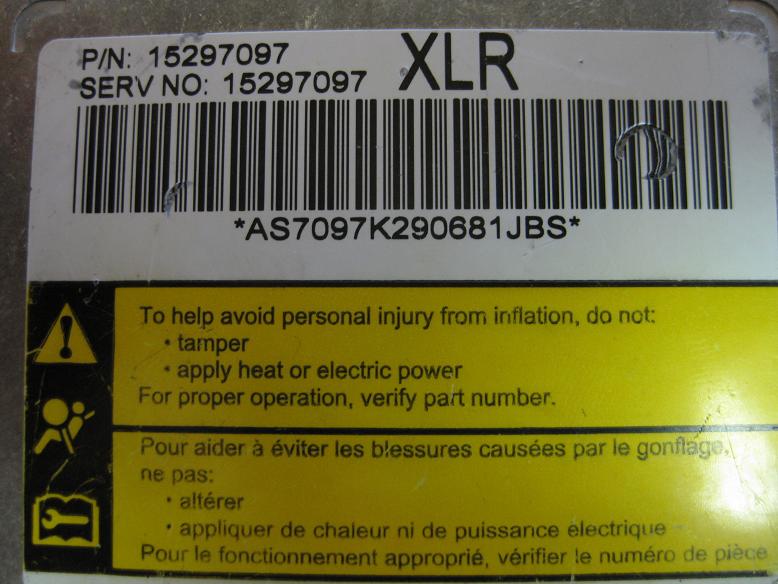 P/N: 15297097 XLR
SERV NO: 15297097
*AS7097K290681JBS*
To help avoid personal injury from inflation, do not:
• tamper
• apply heat or electric power
For proper operation, verify part number.
Pour aider à éviter les blessures causées par le gonflage,
ne pas:
• altérer
• appliquer de chaleur ni de puissance électrique
Pour le fonctionnement approprié, vérifier le numéro de pièce